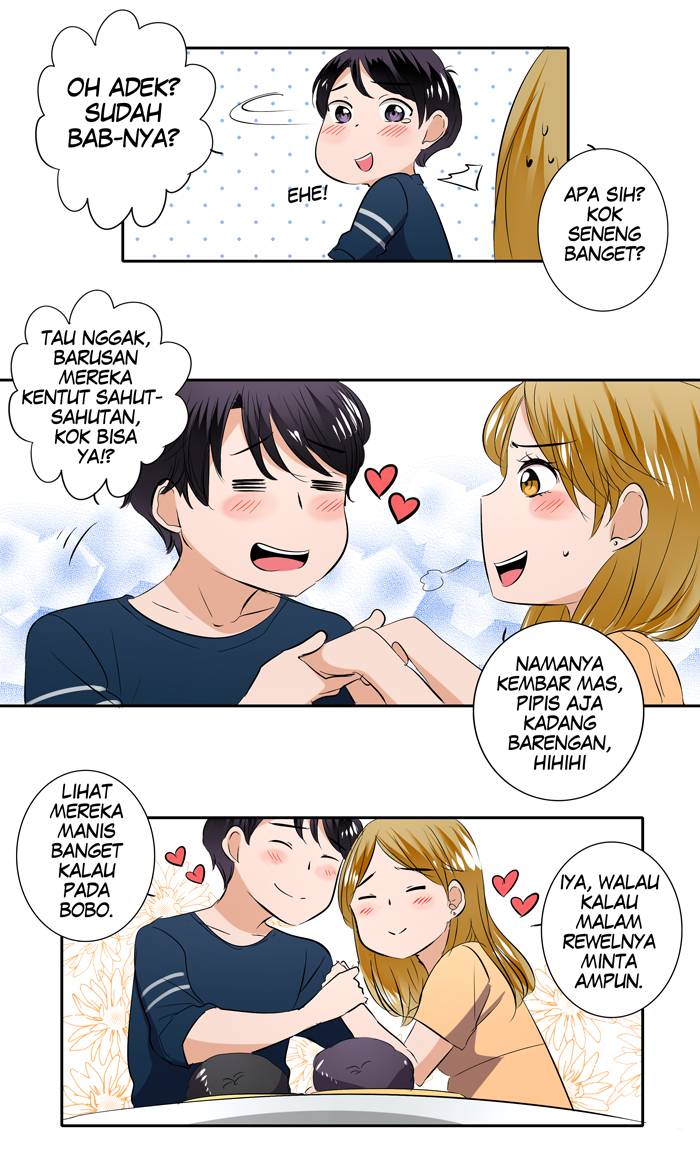 OH ADEK?
SUDAH
BAB-NYA?
EHE!
APA SIH?
KOK
SENENG
BANGET?
TAU NGGAK,
BARUSAN
MEREKA
KENTUT SAHUT-
SAHUTAN,
KOK BISA
YA!?
NAMANYA
KEMBAR MAS,
PIPIS AJA
KADANG
BARENGAN,
HIHIHI
LIHAT
MEREKA
MANIS
BANGET
KALAU
PADA
BOBO.
IYA, WALAU
KALAU
MALAM
REWELNYA
MINTA
AMPUN.